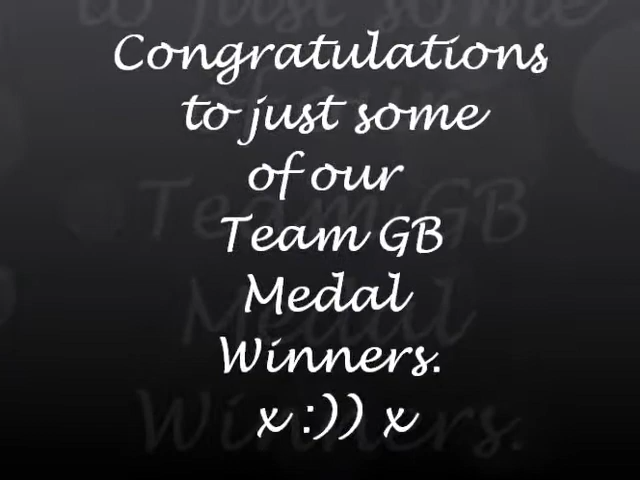 Congratulations
to just some
of our
Team GB
Medal
Winners.
x :)) x